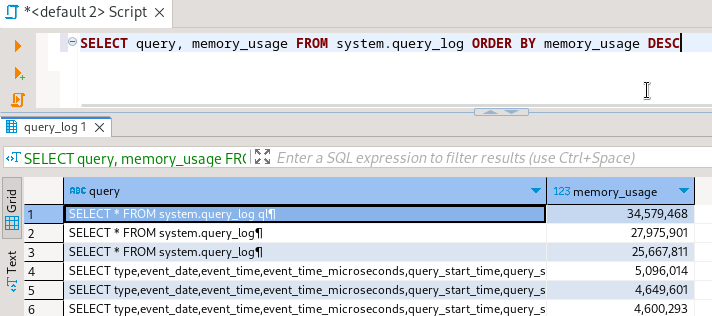 *<default 2> Script
SELECT query, memory_usage FROM system.query_log ORDER BY memory_usage DESC
query_log 1
SELECT query, memory_usage FRO
Enter a SQL expression to filter results (use Ctrl+Space)
Grid
Text
ABC query
123 memory_usage
1 SELECT * FROM system.query_log ql¶ 34,579,468
2 SELECT * FROM system.query_log¶ 27,975,901
3 SELECT * FROM system.query_log¶ 25,667,811
4 SELECT type,event_date,event_time,event_time_microseconds,query_start_time,query_s 5,096,014
5 SELECT type,event_date,event_time,event_time_microseconds,query_start_time,query_s 4,649,601
6 SELECT type,event_date,event_time,event_time_microseconds,query_start_time,query_s 4,600,293